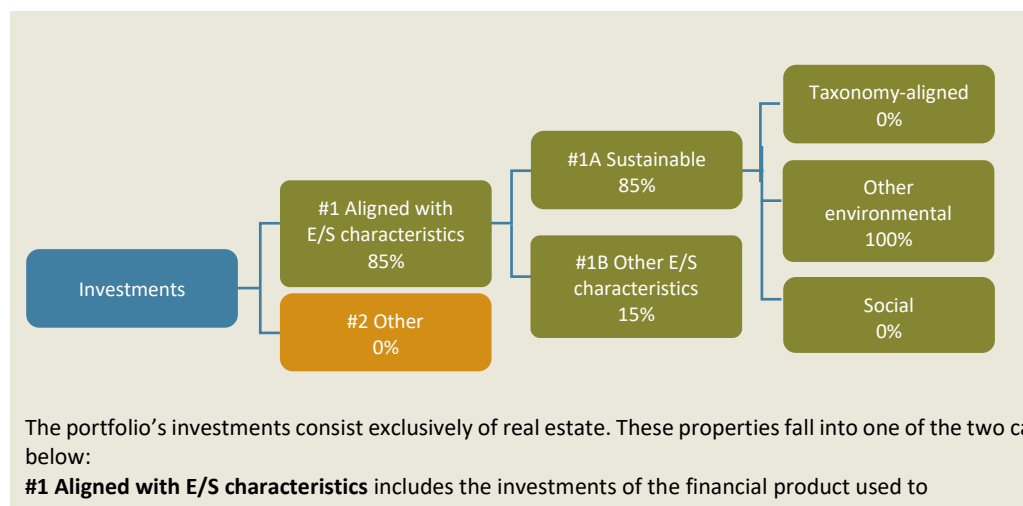 Investments
#1 Aligned with
E/S characteristics
85%
#2 Other
0%
#1A Sustainable
85%
#1B Other E/S
characteristics
15%
Taxonomy-aligned
0%
Other
environmental
100%
Social
0%
The portfolio’s investments consist exclusively of real estate. These properties fall into one of the two
below:
#1 Aligned with E/S characteristics includes the investments of the financial product used to